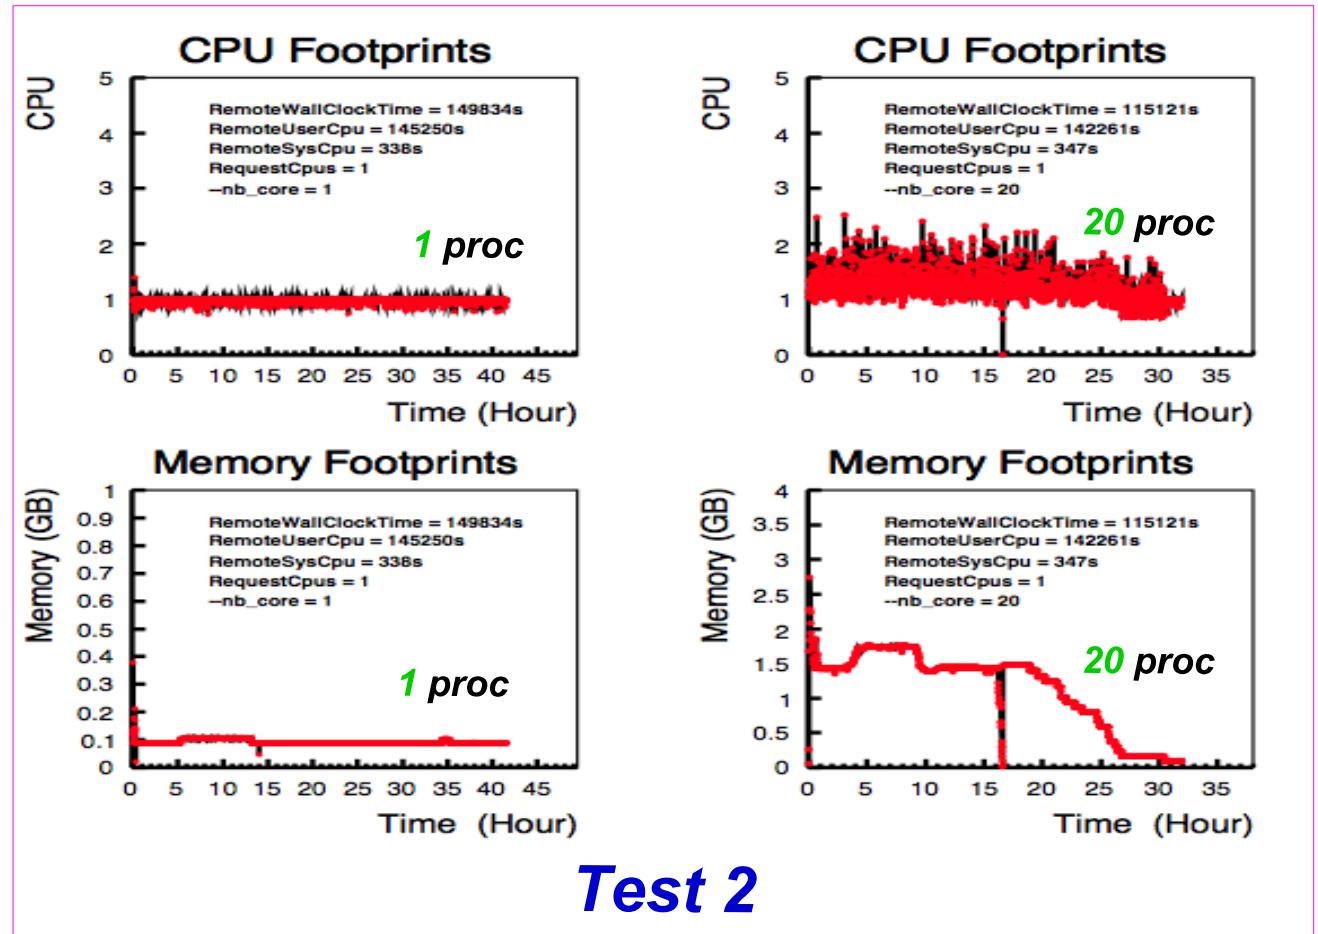 CPU Footprints
CPU
5
4
3
2
1
0
RemoteWallClockTime = 149834s
RemoteUserCpu = 145250s
RemoteSysCpu = 338s
RequestCpus = 1
--nb_core = 1
1 proc
0 5 10 15 20 25 30 35 40 45
Time (Hour)
CPU Footprints
CPU
5
4
3
2
1
0
RemoteWallClockTime = 115121s
RemoteUserCpu = 142261s
RemoteSysCpu = 347s
RequestCpus = 1
--nb_core = 20
20 proc
0 5 10 15 20 25 30 35
Time (Hour)
Memory Footprints
Memory (GB)
1
0.9
0.8
0.7
0.6
0.5
0.4
0.3
0.2
0.1
0
RemoteWallClockTime = 149834s
RemoteUserCpu = 145250s
RemoteSysCpu = 338s
RequestCpus = 1
--nb_core = 1
1 proc
0 5 10 15 20 25 30 35 40 45
Time (Hour)
Memory Footprints
Memory (GB)
4
3.5
3
2.5
2
1.5
1
0.5
0
RemoteWallClockTime = 115121s
RemoteUserCpu = 142261s
RemoteSysCpu = 347s
RequestCpus = 1
--nb_core = 20
20 proc
0 5 10 15 20 25 30 35
Time (Hour)
Test 2